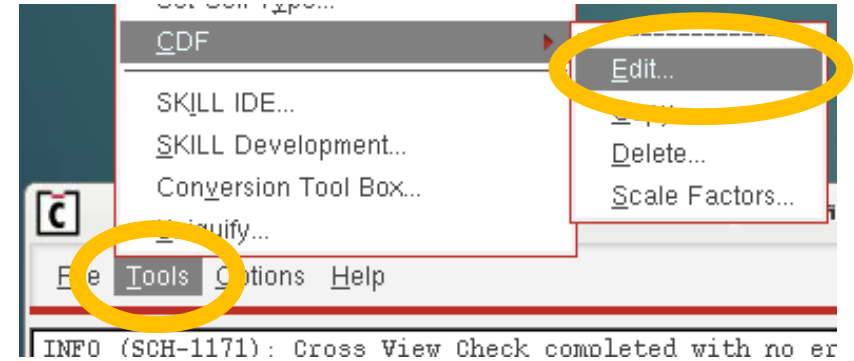 CDF
Edit...
SKILL IDE...
SKILL Development...
Delete...
Conversion Tool Box...
Scale Factors...
Tools Options Help
INFO (SCH-1171): Cross View Check completed with no er